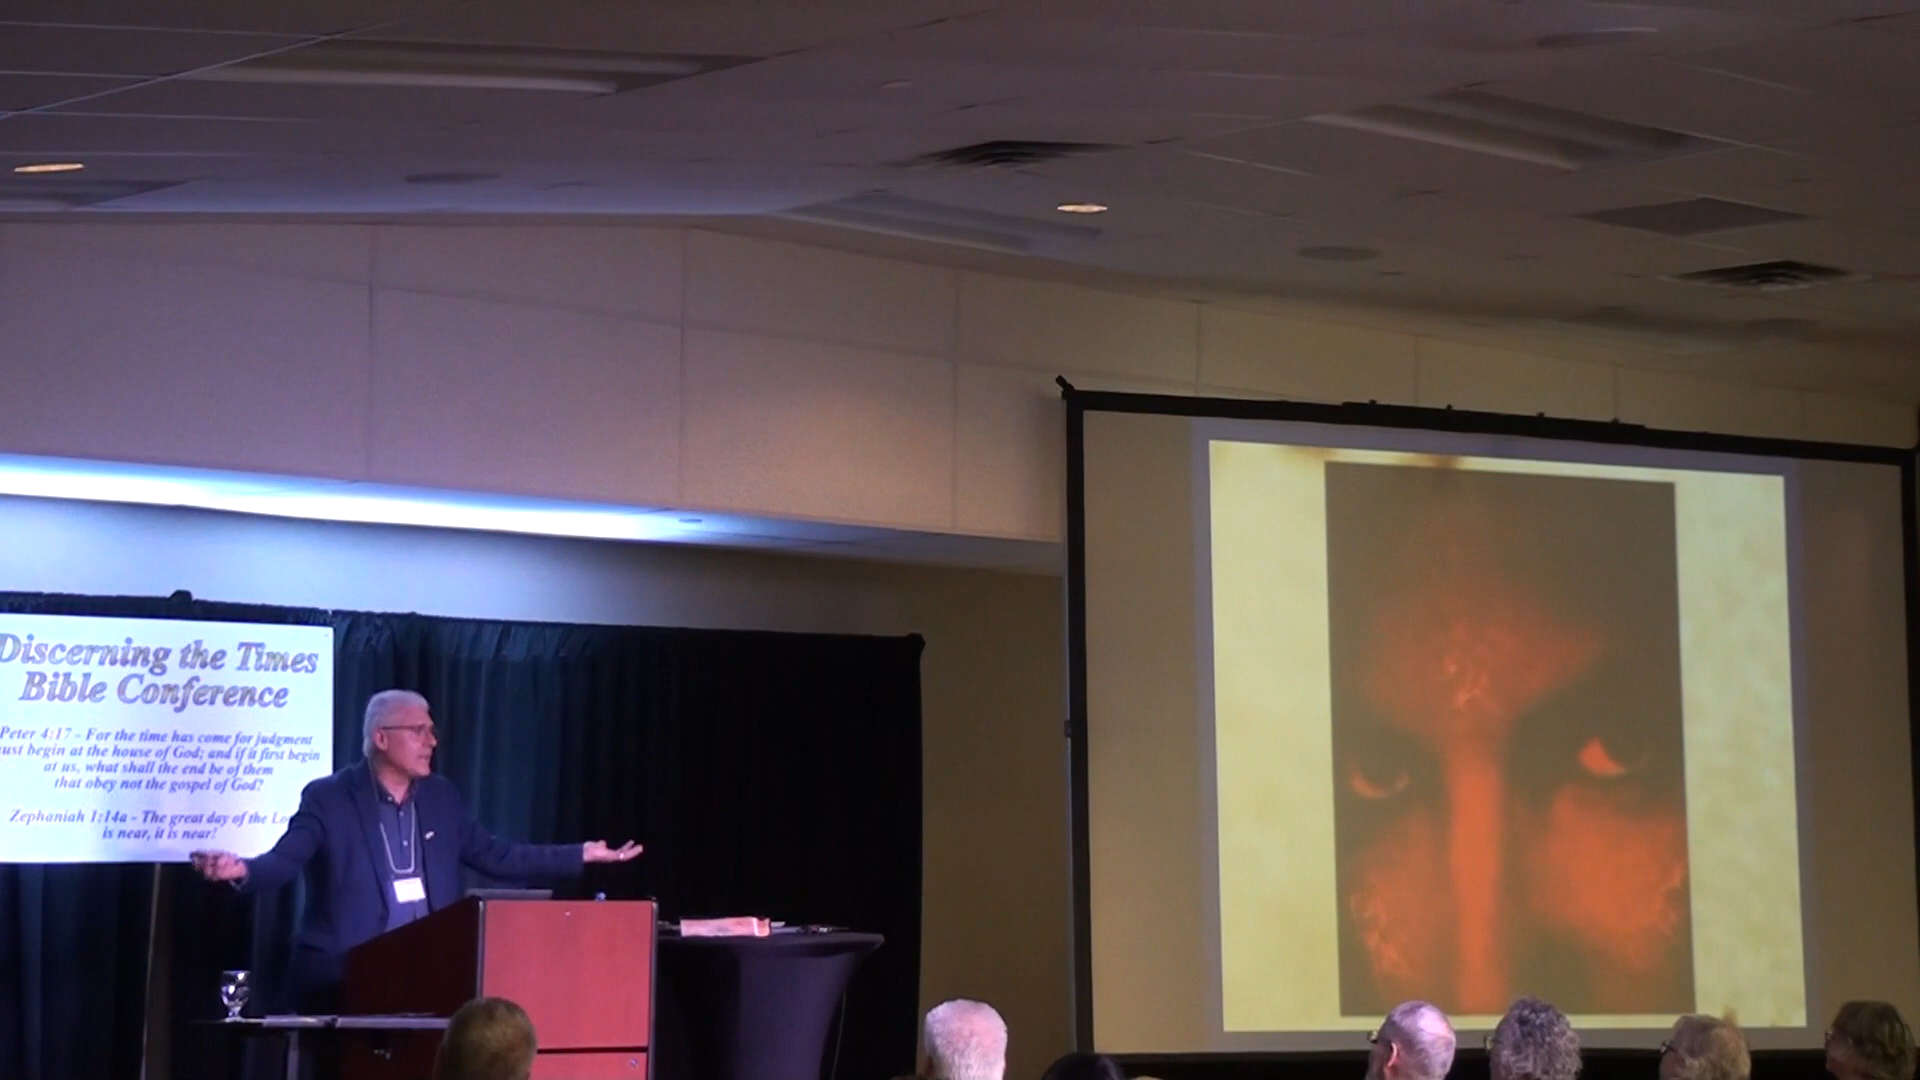 Discerning the Times
Bible Conference
Peter 4:17 - For the time has come for judgment
ust begin at the house of God; and if it first begin
at us, what shall the end be of them
that obey not the gospel of God?
Zephaniah 1:14a - The great day of the Lo
is near, it is near!